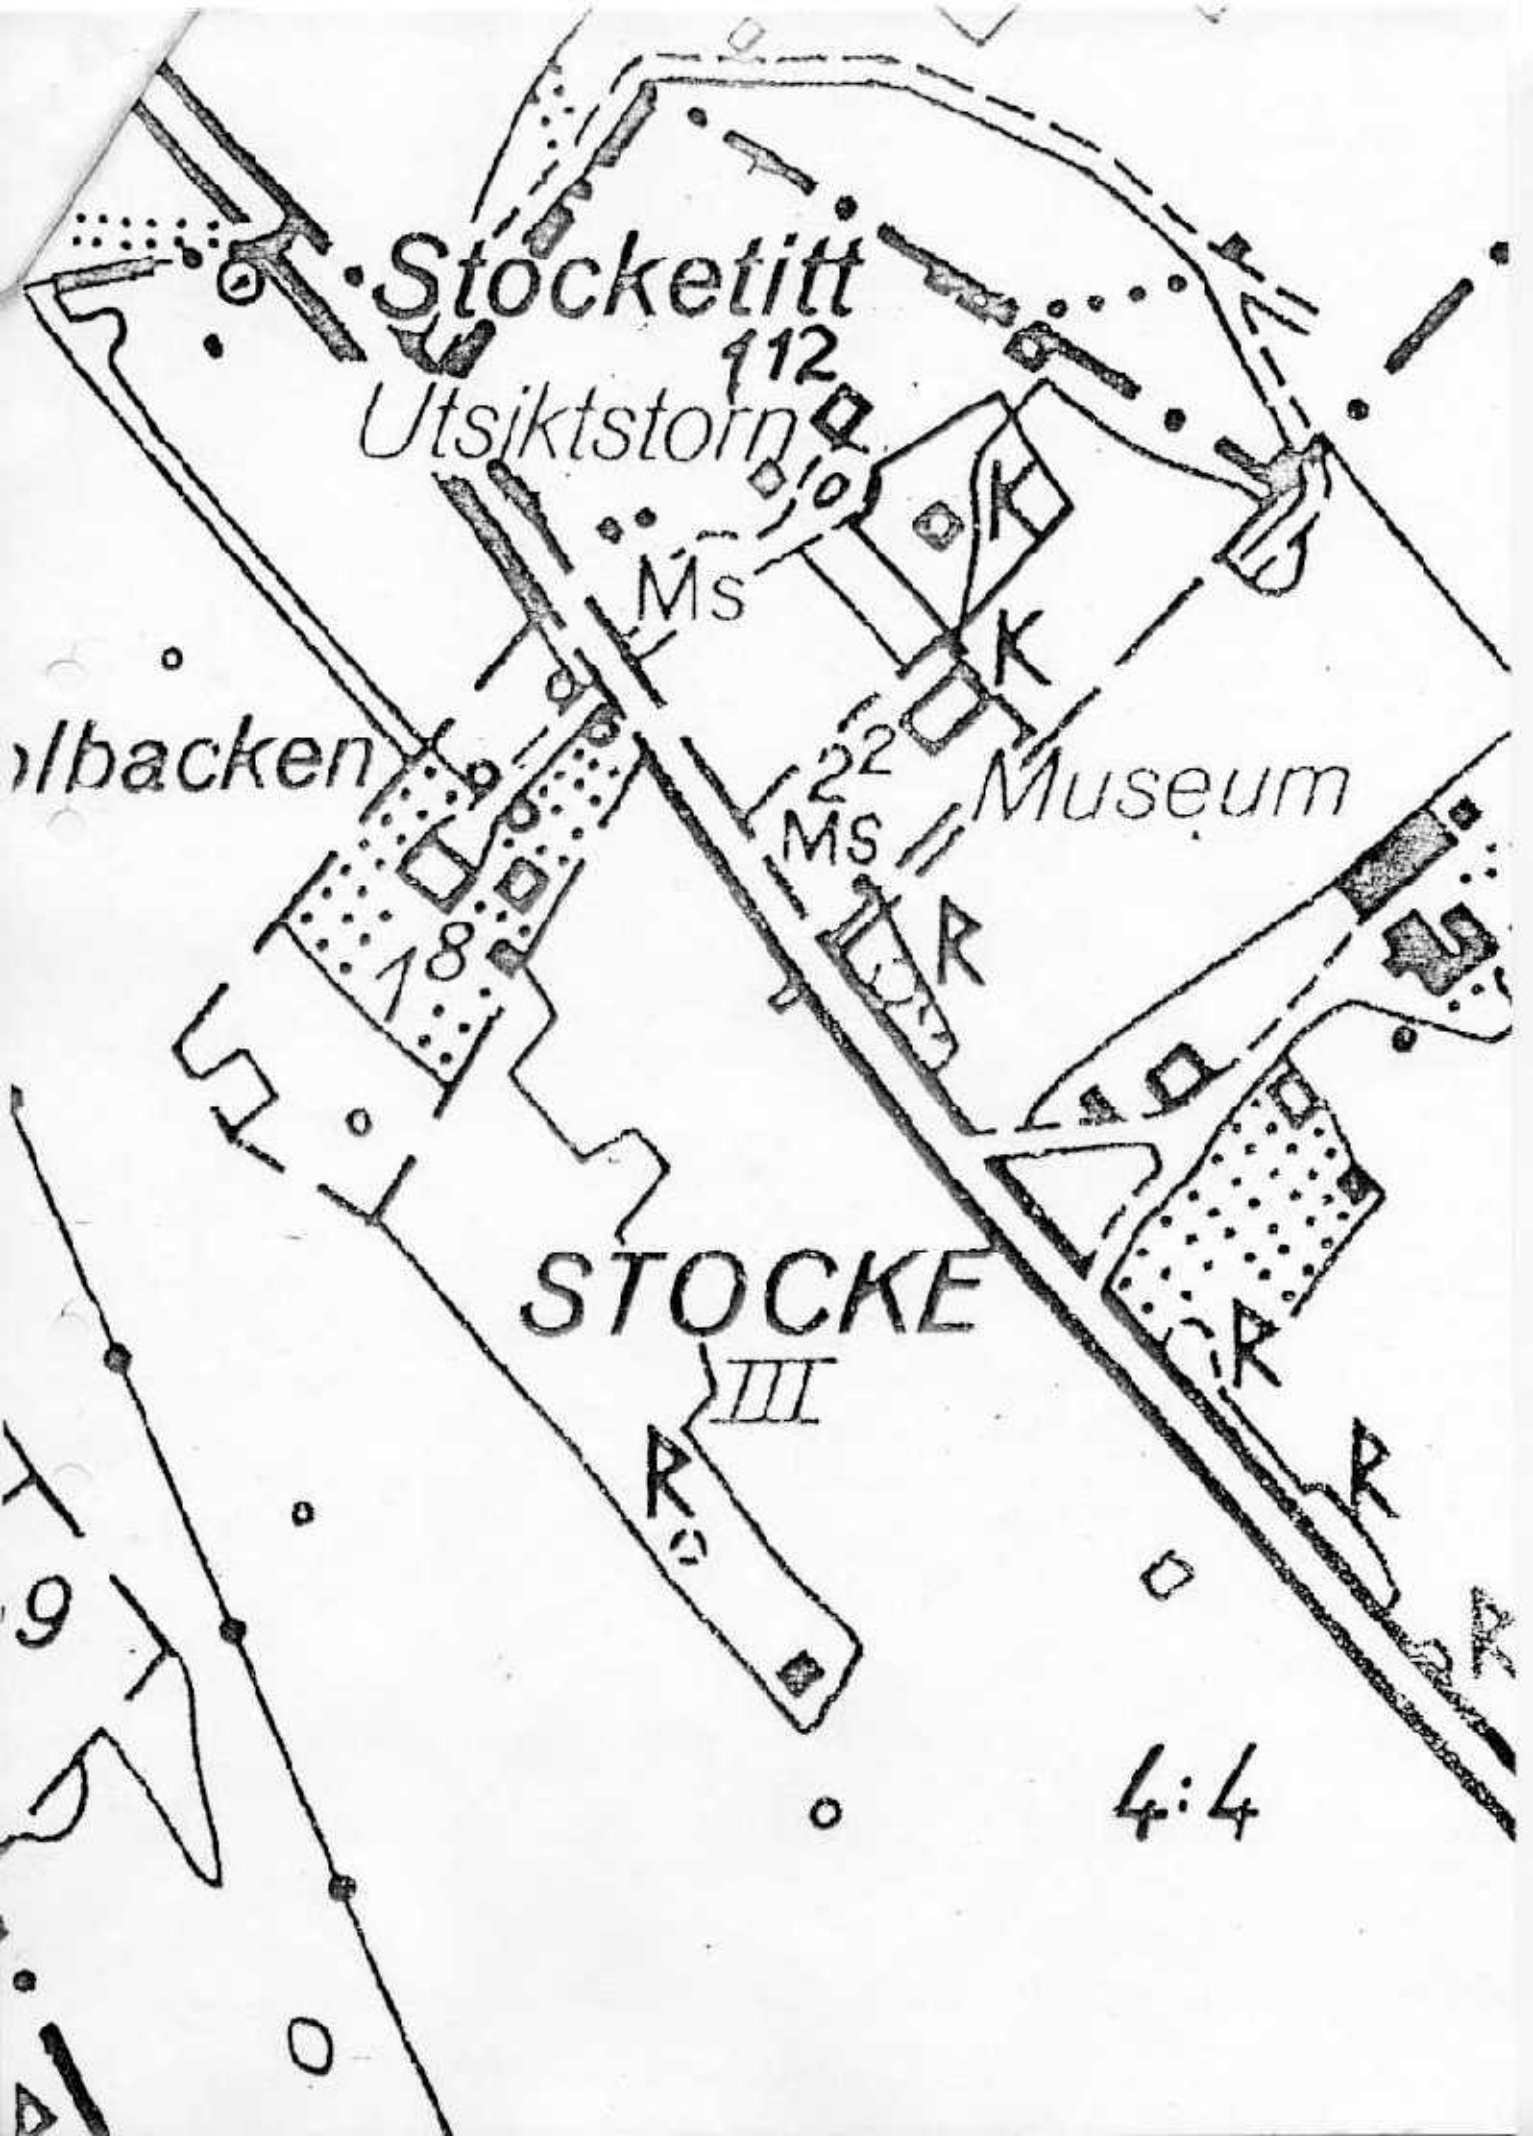 Stocketitt
112
Utsiktstorn
K
Ms
K
lbacken
22
Museum
MS
R
18
STOCKE
III
R
R
R
9
R
4:4